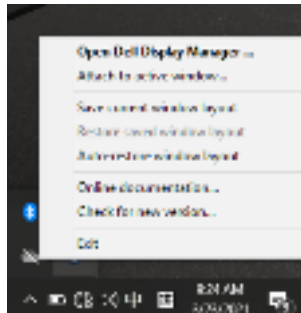 Open Dell Display Manager ...
Attach to active window...
Save current window layout
Restore saved window layout
Auto-restore window layout
Online documentation...
Check for new version...
Exit
中
8:24 AM